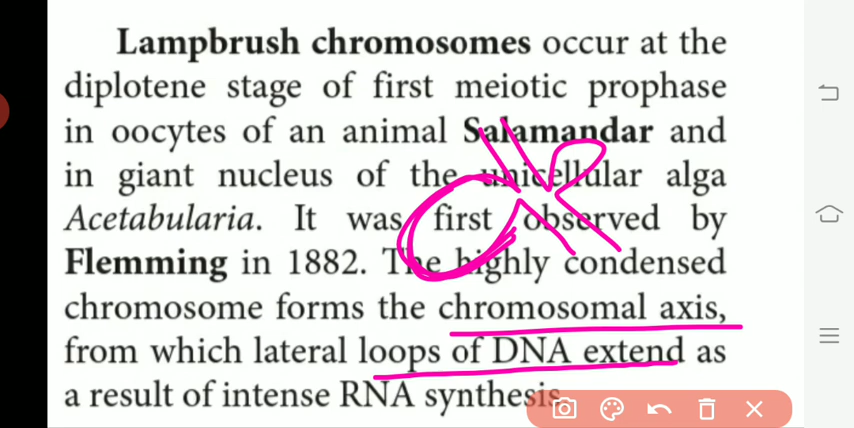 Lampbrush chromosomes occur at the
diplotene stage of first meiotic prophase
in oocytes of an animal Salamandar and
in giant nucleus of the unicellular alga
Acetabularia. It was first observed by
Flemming in 1882. The highly condensed
chromosome forms the chromosomal axis,
from which lateral loops of DNA extend as
a result of intense RNA synthesis.